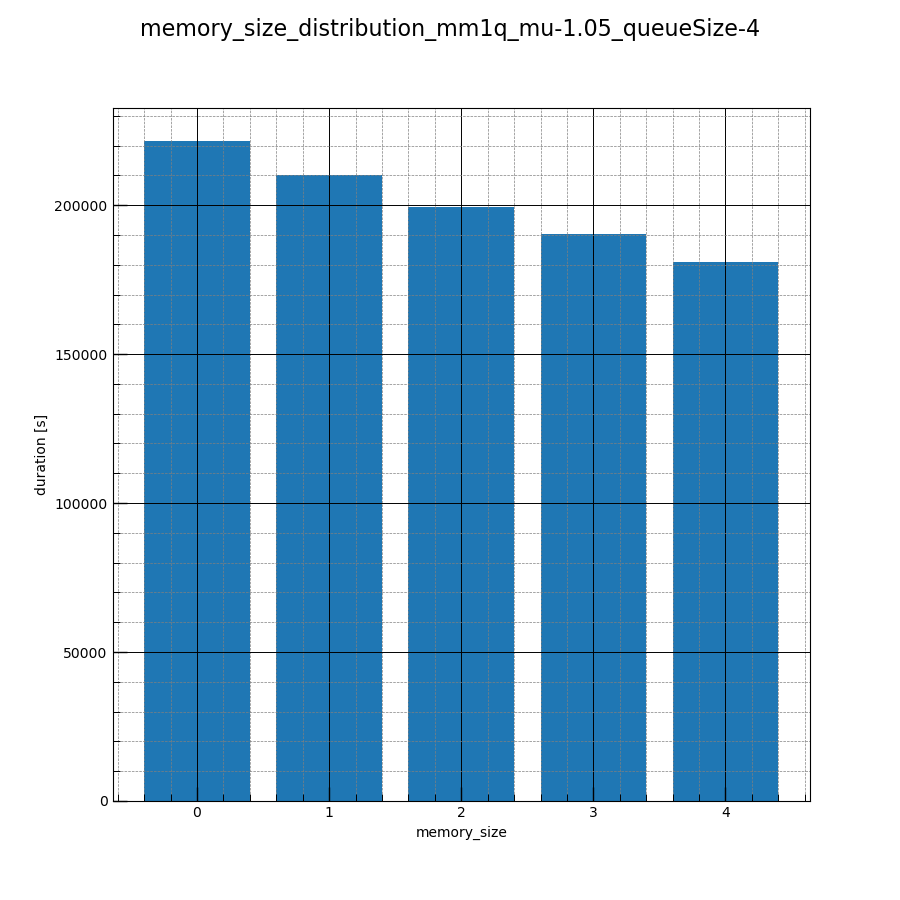 memory_size_distribution_mm1q_mu-1.05_queueSize-4
200000
150000
duration [s]
100000
50000
0
0 1 2 3 4
memory_size